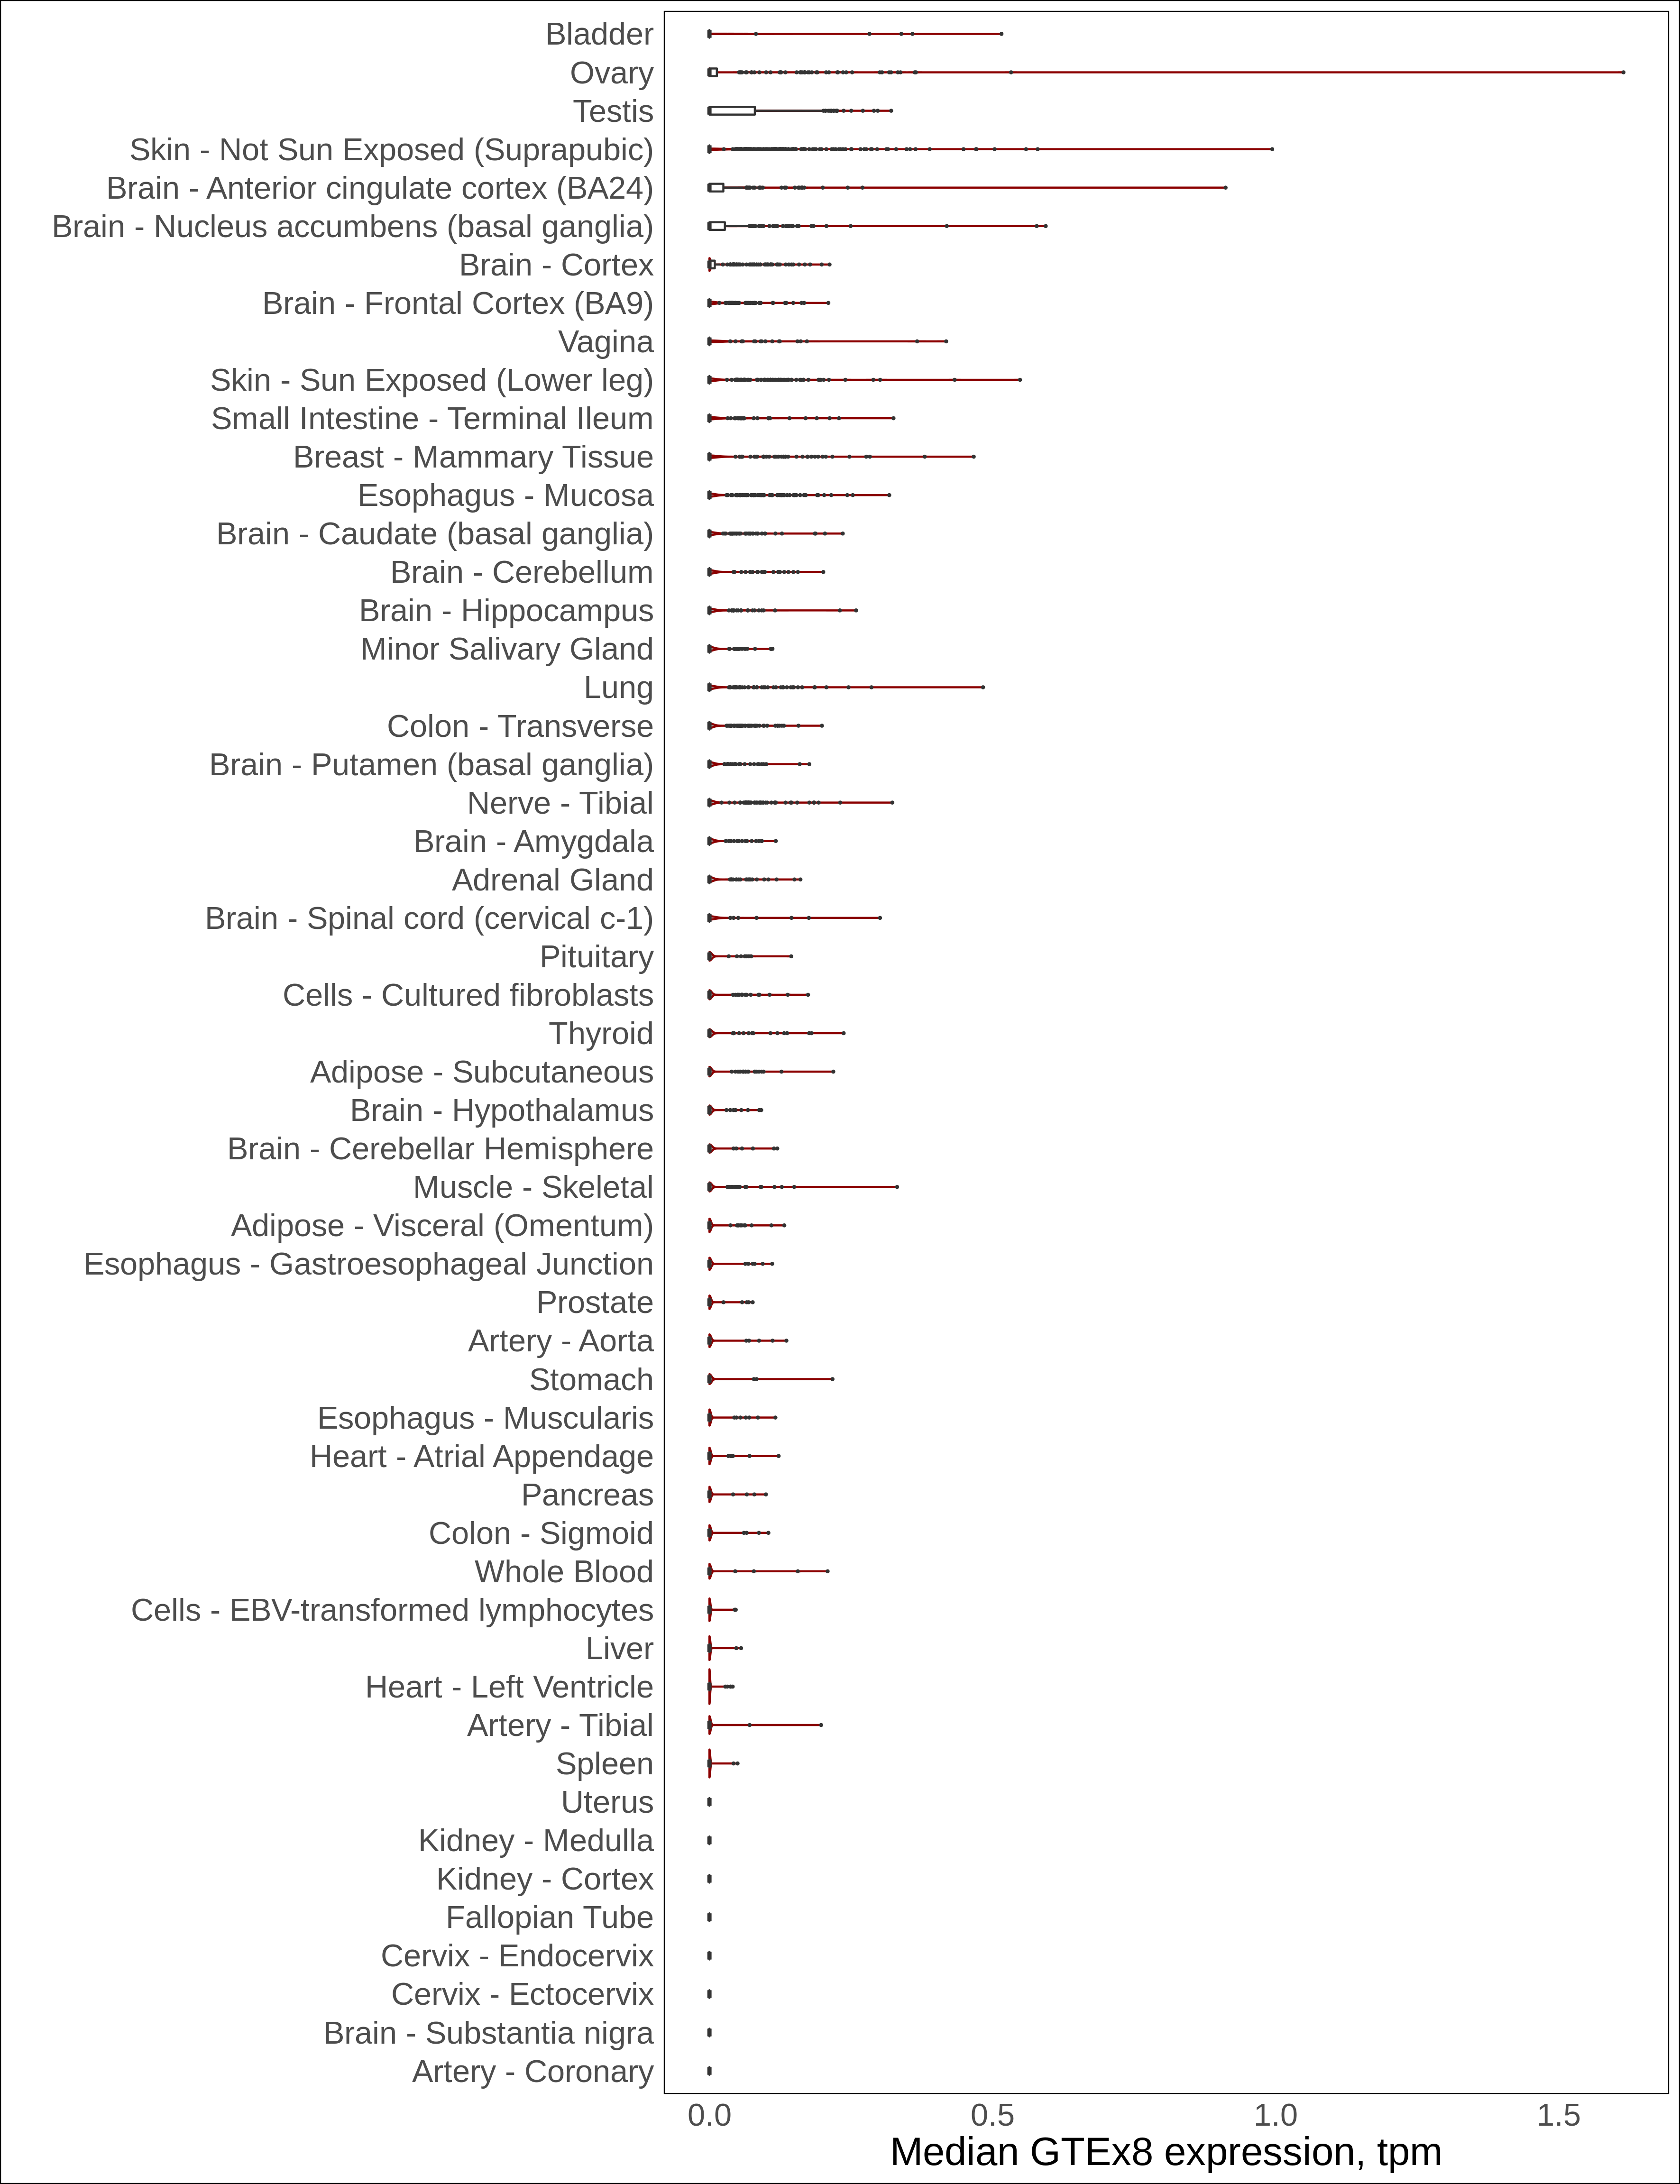 Bladder
Ovary
Testis
Skin - Not Sun Exposed (Suprapubic)
Brain - Anterior cingulate cortex (BA24)
Brain - Nucleus accumbens (basal ganglia)
Brain - Cortex
Brain - Frontal Cortex (BA9)
Vagina
Skin - Sun Exposed (Lower leg)
Small Intestine - Terminal Ileum
Breast - Mammary Tissue
Esophagus - Mucosa
Brain - Caudate (basal ganglia)
Brain - Cerebellum
Brain - Hippocampus
Minor Salivary Gland
Lung
Colon - Transverse
Brain - Putamen (basal ganglia)
Nerve - Tibial
Brain - Amygdala
Adrenal Gland
Brain - Spinal cord (cervical c-1)
Pituitary
Cells - Cultured fibroblasts
Thyroid
Adipose - Subcutaneous
Brain - Hypothalamus
Brain - Cerebellar Hemisphere
Muscle - Skeletal
Adipose - Visceral (Omentum)
Esophagus - Gastroesophageal Junction
Prostate
Artery - Aorta
Stomach
Esophagus - Muscularis
Heart - Atrial Appendage
Pancreas
Colon - Sigmoid
Whole Blood
Cells - EBV-transformed lymphocytes
Liver
Heart - Left Ventricle
Artery - Tibial
Spleen
Uterus
Kidney - Medulla
Kidney - Cortex
Fallopian Tube
Cervix - Endocervix
Cervix - Ectocervix
Brain - Substantia nigra
Artery - Coronary
0.0 0.5 1.0 1.5
Median GTEx8 expression, tpm